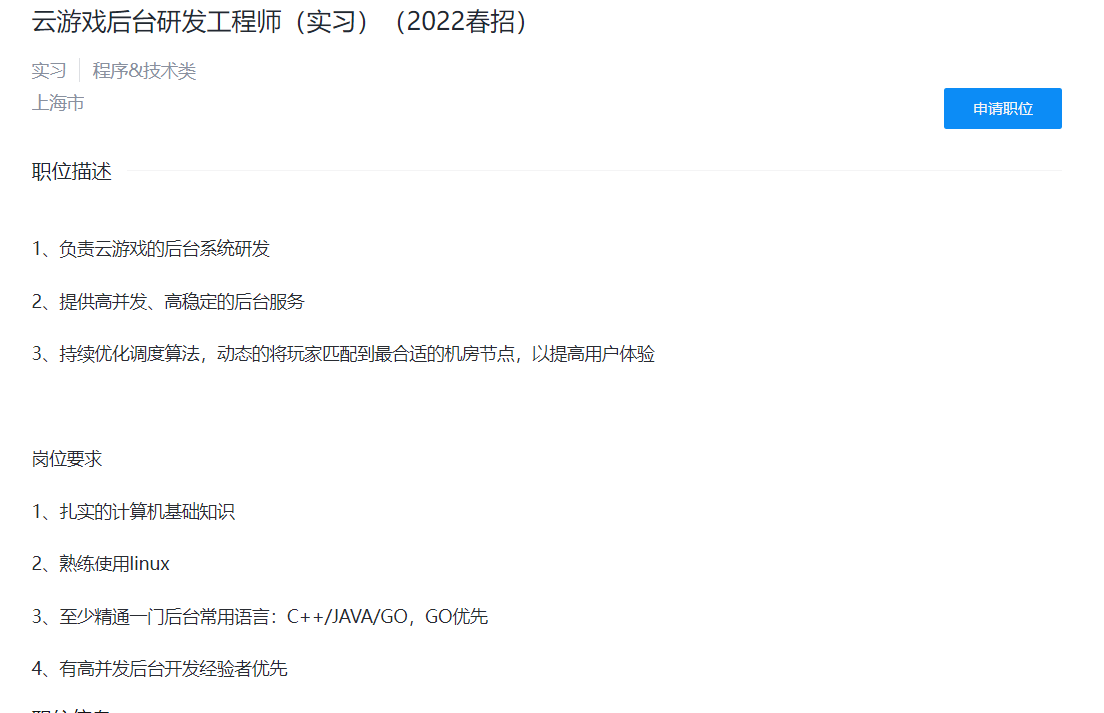 云游戏后台研发工程师（实习）（2022春招）
实习 程序&技术类
上海市
申请职位
职位描述
1、负责云游戏的后台系统研发
2、提供高并发、高稳定的后台服务
3、持续优化调度算法，动态的将玩家匹配到最合适的机房节点，以提高用户体验
岗位要求
1、扎实的计算机基础知识
2、熟练使用linux
3、至少精通一门后台常用语言：C++/JAVA/GO，GO优先
4、有高并发后台开发经验者优先